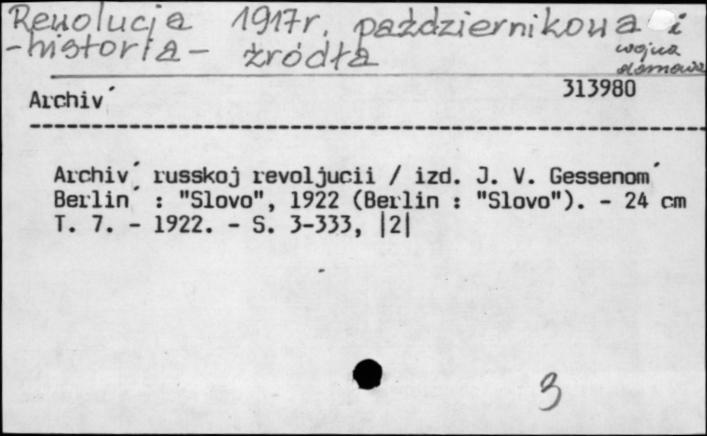 Rewolucja 1917r. październikowa i
wojna
-historia- źródła
domowa
313980
Archiv´
Archiv´ russkoj revoljucii / izd. J. V. Gessenom´
Berlin´ : "Slovo", 1922 (Berlin : "Slovo"). - 24 cm
T. 7. - 1922. - S. 3-333, |2|
3